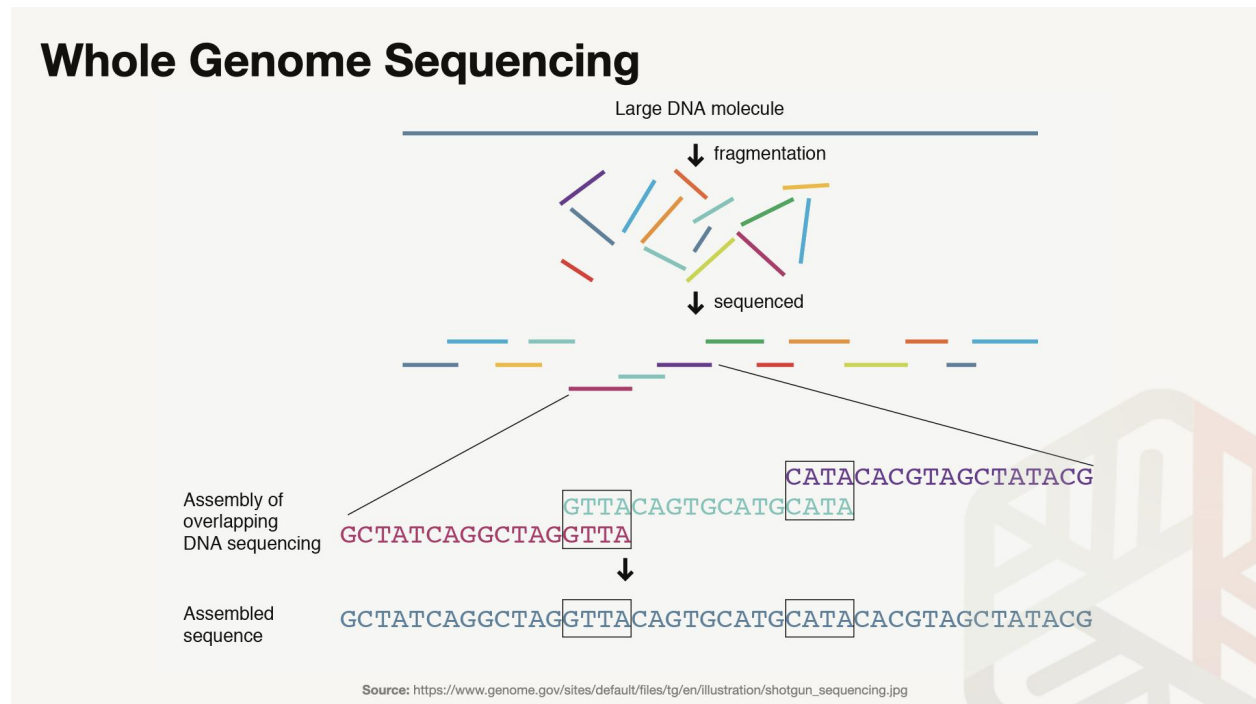 Whole Genome Sequencing
Large DNA molecule
fragmentation
sequenced
CATACACGTAGCTATACG
GTTACAGTGCATGCATA
GCTATCAGGCTAGGTTA
Assembly of
overlapping
DNA sequencing
Assembled
sequence
GCTATCAGGCTAGGTTACAGTGCATGCATACACGTAGCTATACG
Source: https://www.genome.gov/sites/default/files/tg/en/illustration/shotgun_sequencing.jpg